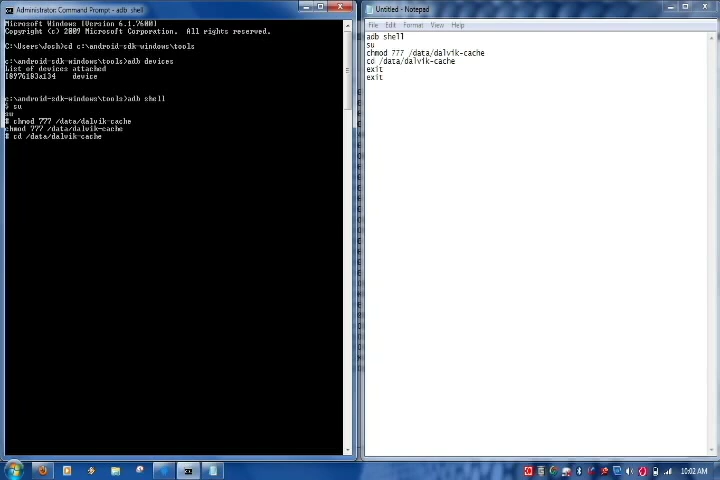 Administrator: Command Prompt - adb shell
Microsoft Windows [Version 6.1.7600]
Copyright (c) 2009 Microsoft Corporation. All rights reserved.
C:\Users\Josh>cd c:\android-sdk-windows\tools
c:\android-sdk-windows\tools>adb devices
List of devices attached
10976103a134 device
c:\android-sdk-windows\tools>adb shell
$ su
su
# chmod 777 /data/dalvik-cache
chmod 777 /data/dalvik-cache
# cd /data/dalvik-cache
Untitled - Notepad
File Edit Format View Help
adb shell
su
chmod 777 /data/dalvik-cache
cd /data/dalvik-cache
exit
exit
10:02 AM